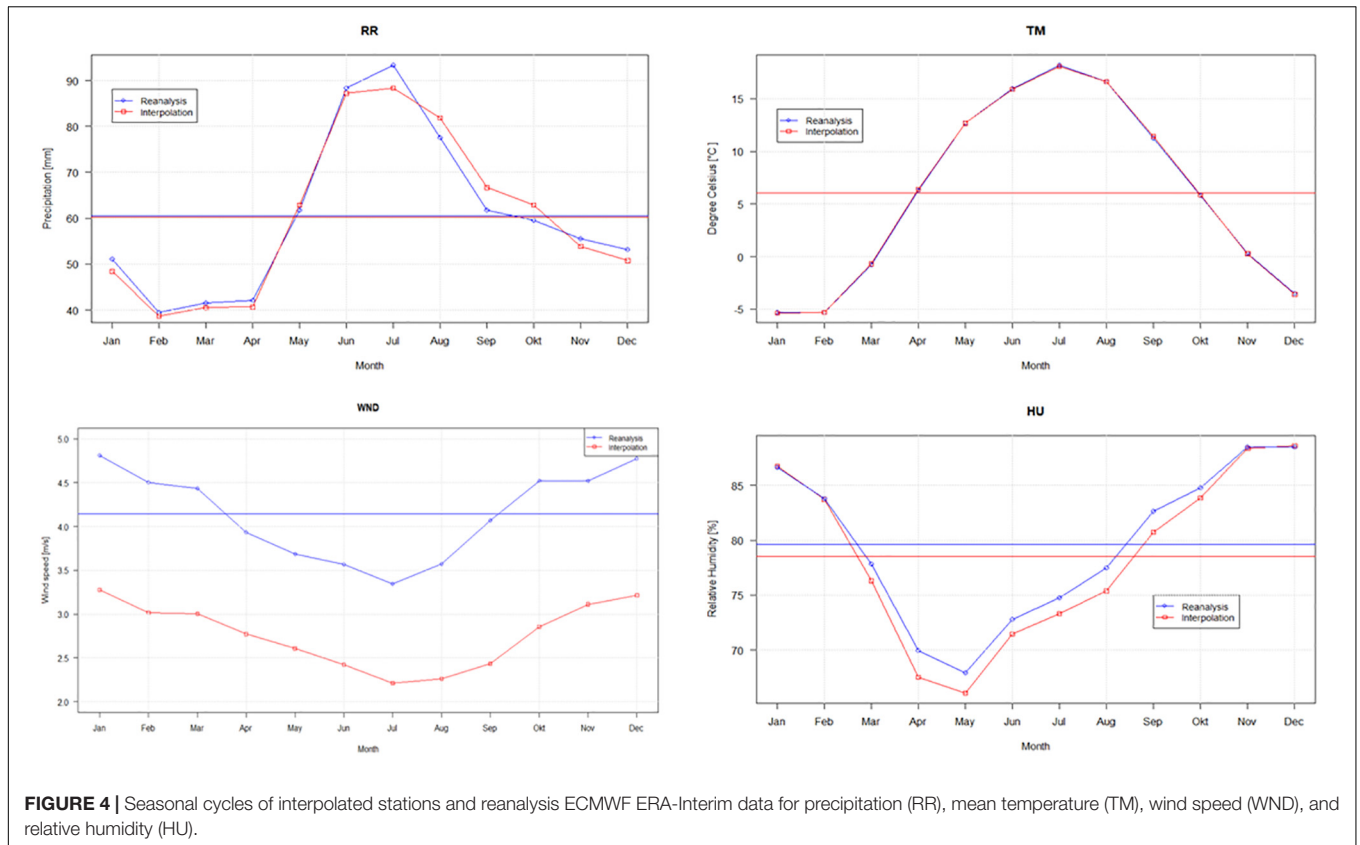 RR
Precipitation [mm]
90
80
70
60
50
40
Reanalysis
Interpolation
Jan Feb Mar Apr May Jun Jul Aug Sep Okt Nov Dec
Month
TM
Degree Celsius [°C]
15
10
5
0
-5
Reanalysis
Interpolation
Jan Feb Mar Apr May Jun Jul Aug Sep Okt Nov Dec
Month
WND
Wind speed [m/s]
5.0
4.5
4.0
3.5
3.0
2.5
2.0
Reanalysis
Interpolation
Jan Feb Mar Apr May Jun Jul Aug Sep Okt Nov Dec
Month
HU
Relative Humidity [%]
85
80
75
70
Reanalysis
Interpolation
Jan Feb Mar Apr May Jun Jul Aug Sep Okt Nov Dec
Month
FIGURE 4 | Seasonal cycles of interpolated stations and reanalysis ECMWF ERA-Interim data for precipitation (RR), mean temperature (TM), wind speed (WND), and
relative humidity (HU).